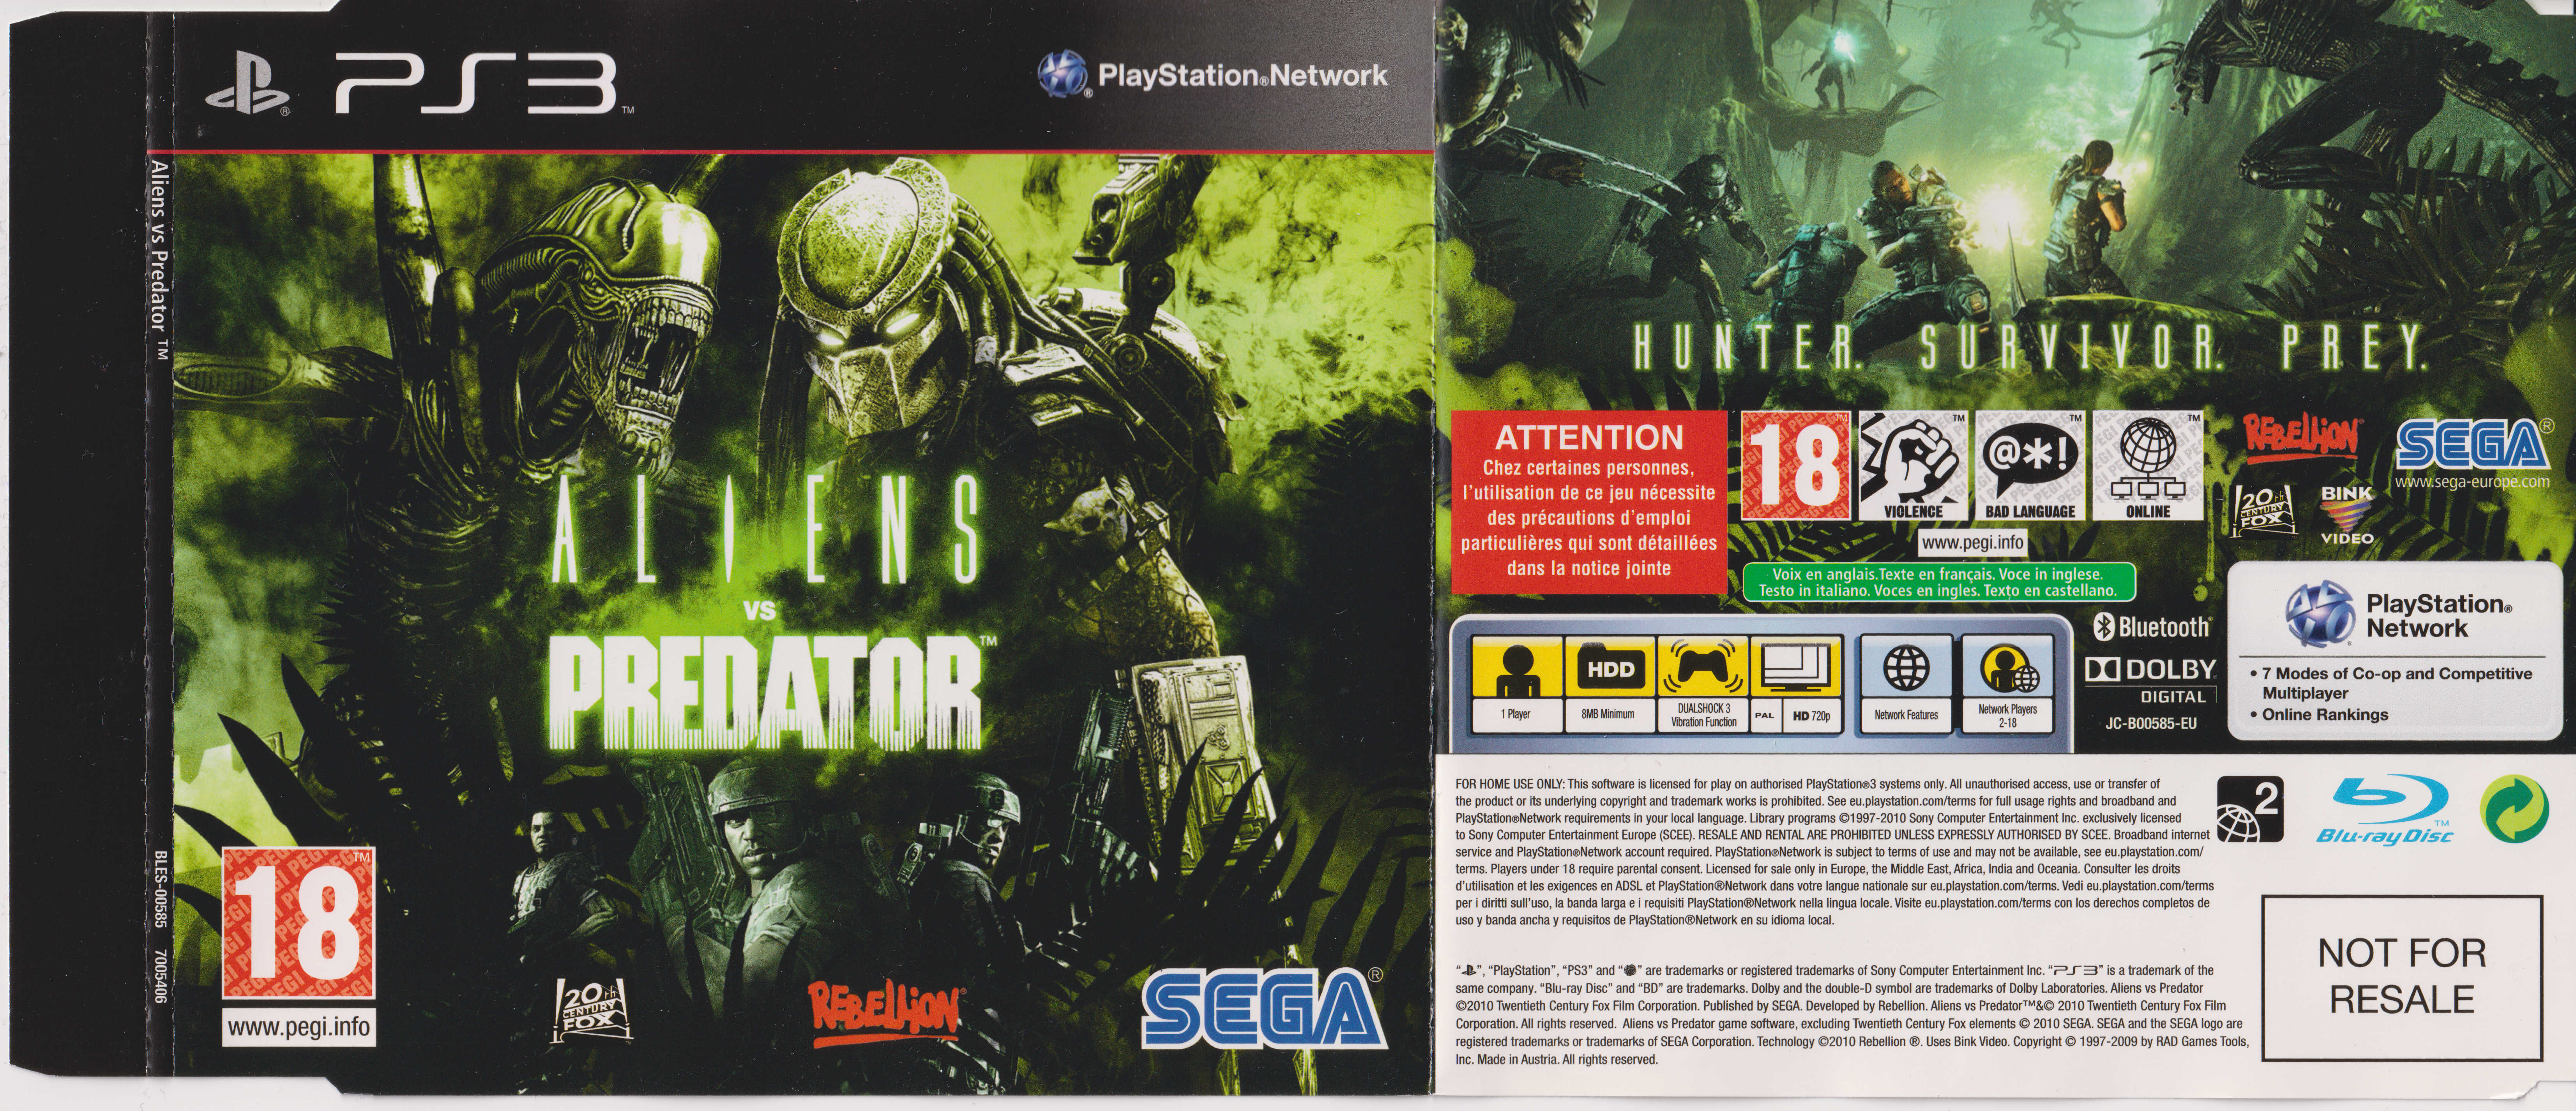 PS3™
PlayStation®Network
Aliens vs Predator ™
BLES-00585 7005406
ALIENS
VS
PREDATOR™
18™
www.pegi.info
20th
CENTURY
FOX
REBELLION®
SEGA®
HUNTER. SURVIVOR. PREY.
ATTENTION
Chez certaines personnes,
l'utilisation de ce jeu nécessite
des précautions d'emploi
particulières qui sont détaillées
dans la notice jointe
18™
™
VIOLENCE
™
@*!
BAD LANGUAGE
™
ONLINE
www.pegi.info
REBELLION®
SEGA®
www.sega-europe.com
20th
CENTURY
FOX
BINK
VIDEO
Voix en anglais.Texte en français. Voce in inglese.
Testo in italiano. Voces en ingles. Texto en castellano.
HDD
1 Player
8MB Minimum
DUALSHOCK 3
Vibration Function
PAL
HD 720p
Network Features
Network Players
2-18
Bluetooth®
DOLBY
DIGITAL
JC-B00585-EU
PlayStation®
Network
• 7 Modes of Co-op and Competitive
Multiplayer
• Online Rankings
FOR HOME USE ONLY: This software is licensed for play on authorised PlayStation®3 systems only. All unauthorised access, use or transfer of
the product or its underlying copyright and trademark works is prohibited. See eu.playstation.com/terms for full usage rights and broadband and
PlayStation®Network requirements in your local language. Library programs ©1997-2010 Sony Computer Entertainment Inc. exclusively licensed
to Sony Computer Entertainment Europe (SCEE). RESALE AND RENTAL ARE PROHIBITED UNLESS EXPRESSLY AUTHORISED BY SCEE. Broadband internet
service and PlayStation®Network account required. PlayStation®Network is subject to terms of use and may not be available, see eu.playstation.com/
terms. Players under 18 require parental consent. Licensed for sale only in Europe, the Middle East, Africa, India and Oceania. Consulter les droits
d'utilisation et les exigences en ADSL et PlayStation®Network dans votre langue nationale sur eu.playstation.com/terms. Vedi eu.playstation.com/terms
per i diritti sull'uso, la banda larga e i requisiti PlayStation®Network nella lingua locale. Visite eu.playstation.com/terms con los derechos completos de
uso y banda ancha y requisitos de PlayStation®Network en su idioma local.
2
Blu-ray Disc™
"", "PlayStation", "PS3" and "" are trademarks or registered trademarks of Sony Computer Entertainment Inc. "PS3" is a trademark of the
same company. "Blu-ray Disc" and "BD" are trademarks. Dolby and the double-D symbol are trademarks of Dolby Laboratories. Aliens vs Predator
©2010 Twentieth Century Fox Film Corporation. Published by SEGA. Developed by Rebellion. Aliens vs Predator™&© 2010 Twentieth Century Fox Film
Corporation. All rights reserved. Aliens vs Predator game software, excluding Twentieth Century Fox elements © 2010 SEGA. SEGA and the SEGA logo are
registered trademarks or trademarks of SEGA Corporation. Technology ©2010 Rebellion ®. Uses Bink Video. Copyright © 1997-2009 by RAD Games Tools,
Inc. Made in Austria. All rights reserved.
NOT FOR
RESALE